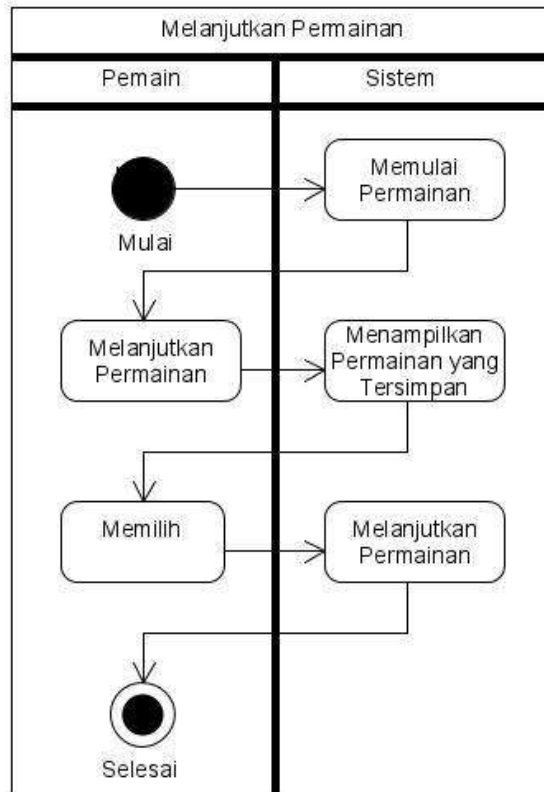 Melanjutkan Permainan
Pemain
Sistem
Memulai
Permainan
Mulai
Melanjutkan
Permainan
Menampilkan
Permainan yang
Tersimpan
Memilih
Melanjutkan
Permainan
Selesai